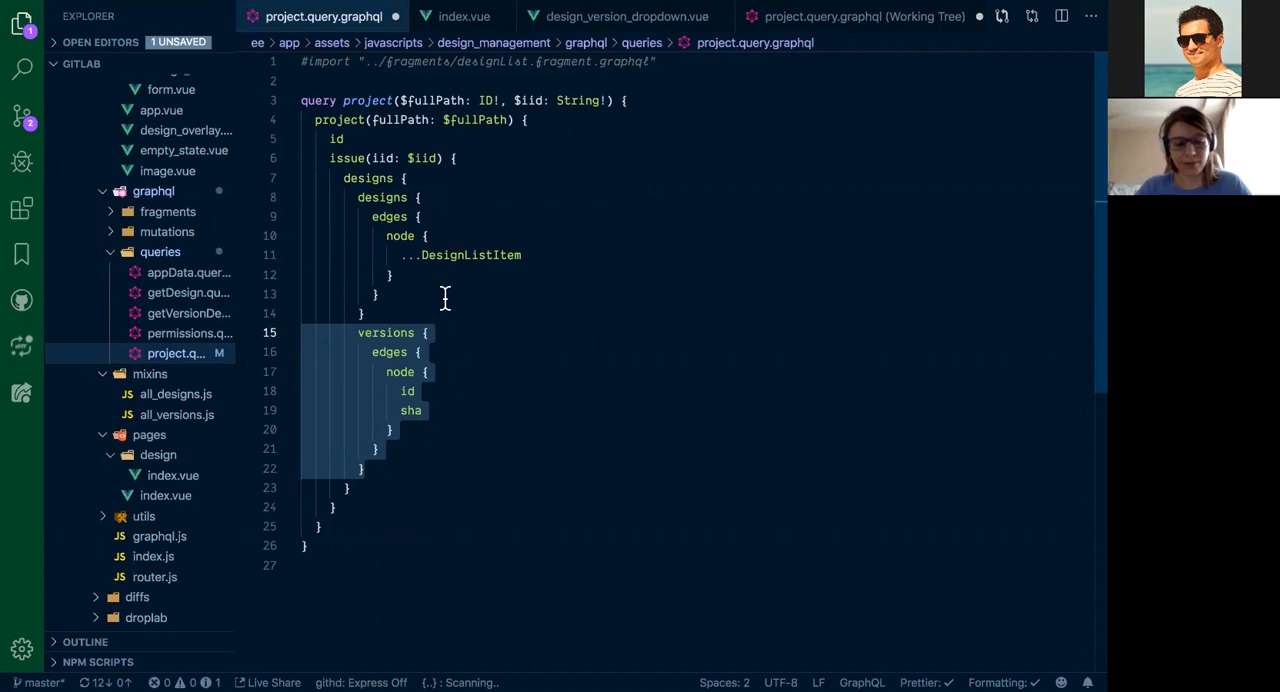 EXPLORER
OPEN EDITORS 1 UNSAVED
GITLAB
form.vue
app.vue
design_overlay....
empty_state.vue
image.vue
graphql
fragments
mutations
queries
appData.quer...
getDesign.qu...
getVersionDe...
permissions.q...
project.q... M
mixins
all_designs.js
all_versions.js
pages
design
index.vue
index.vue
utils
graphql.js
index.js
router.js
diffs
droplab
OUTLINE
NPM SCRIPTS
1
2
project.query.graphql
index.vue
design_version_dropdown.vue
project.query.graphql (Working Tree)
ee > app > assets > javascripts > design_management > graphql > queries > project.query.graphql
1 #import "../fragments/designList.fragment.graphql"
2
3 query project($fullPath: ID!, $iid: String!) {
4 project(fullPath: $fullPath) {
5 id
6 issue(iid: $iid) {
7 designs {
8 designs {
9 edges {
10 node {
11 ...DesignListItem
12 }
13 }
14 }
15 versions {
16 edges {
17 node {
18 id
19 sha
20 }
21 }
22 }
23 }
24 }
25 }
26 }
27
master* 12↓ 0↑ 0 0 1 Live Share githd: Express Off {..} : Scanning.. Spaces: 2 UTF-8 LF GraphQL Prettier: ✓ Formatting: ✓